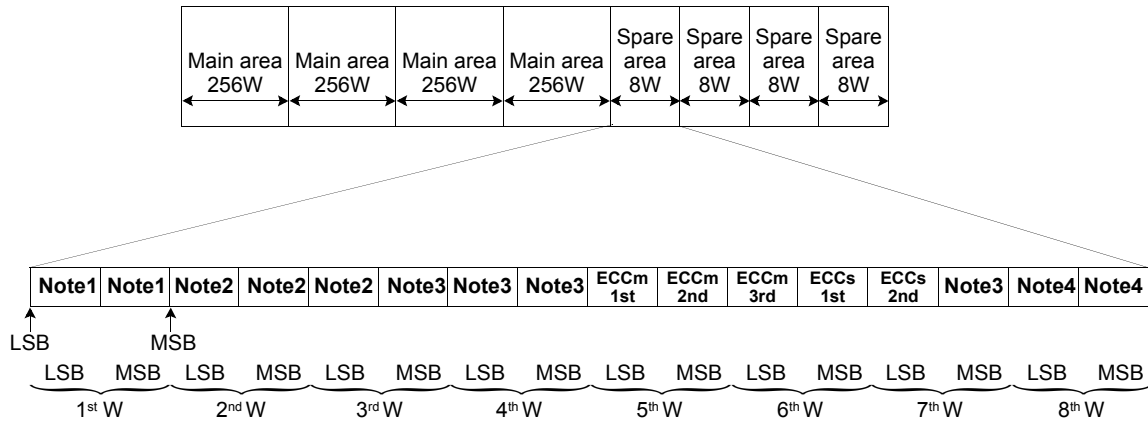 Main area 256W Main area 256W Main area 256W Main area 256W Spare area 8W Spare area 8W Spare area 8W Spare area 8W
Note1 Note1 Note2 Note2 Note2 Note3 Note3 Note3 ECCm 1st ECCm 2nd ECCm 3rd ECCs 1st ECCs 2nd Note3 Note4 Note4
LSB MSB
LSB MSB LSB MSB LSB MSB LSB MSB LSB MSB LSB MSB LSB MSB LSB MSB
1st W 2nd W 3rd W 4th W 5th W 6th W 7th W 8th W